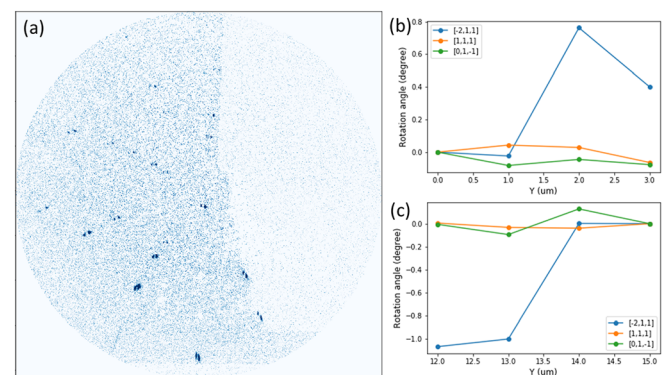 (a)
(b)
[-2,1,1]
[1,1,1]
[0,1,-1]
Rotation angle (degree)
0.8
0.6
0.4
0.2
0.0
0.0 0.5 1.0 1.5 2.0 2.5 3.0
Y (um)
(c)
Rotation angle (degree)
0.0
−0.2
−0.4
−0.6
−0.8
−1.0
[-2,1,1]
[1,1,1]
[0,1,-1]
12.0 12.5 13.0 13.5 14.0 14.5 15.0
Y (um)